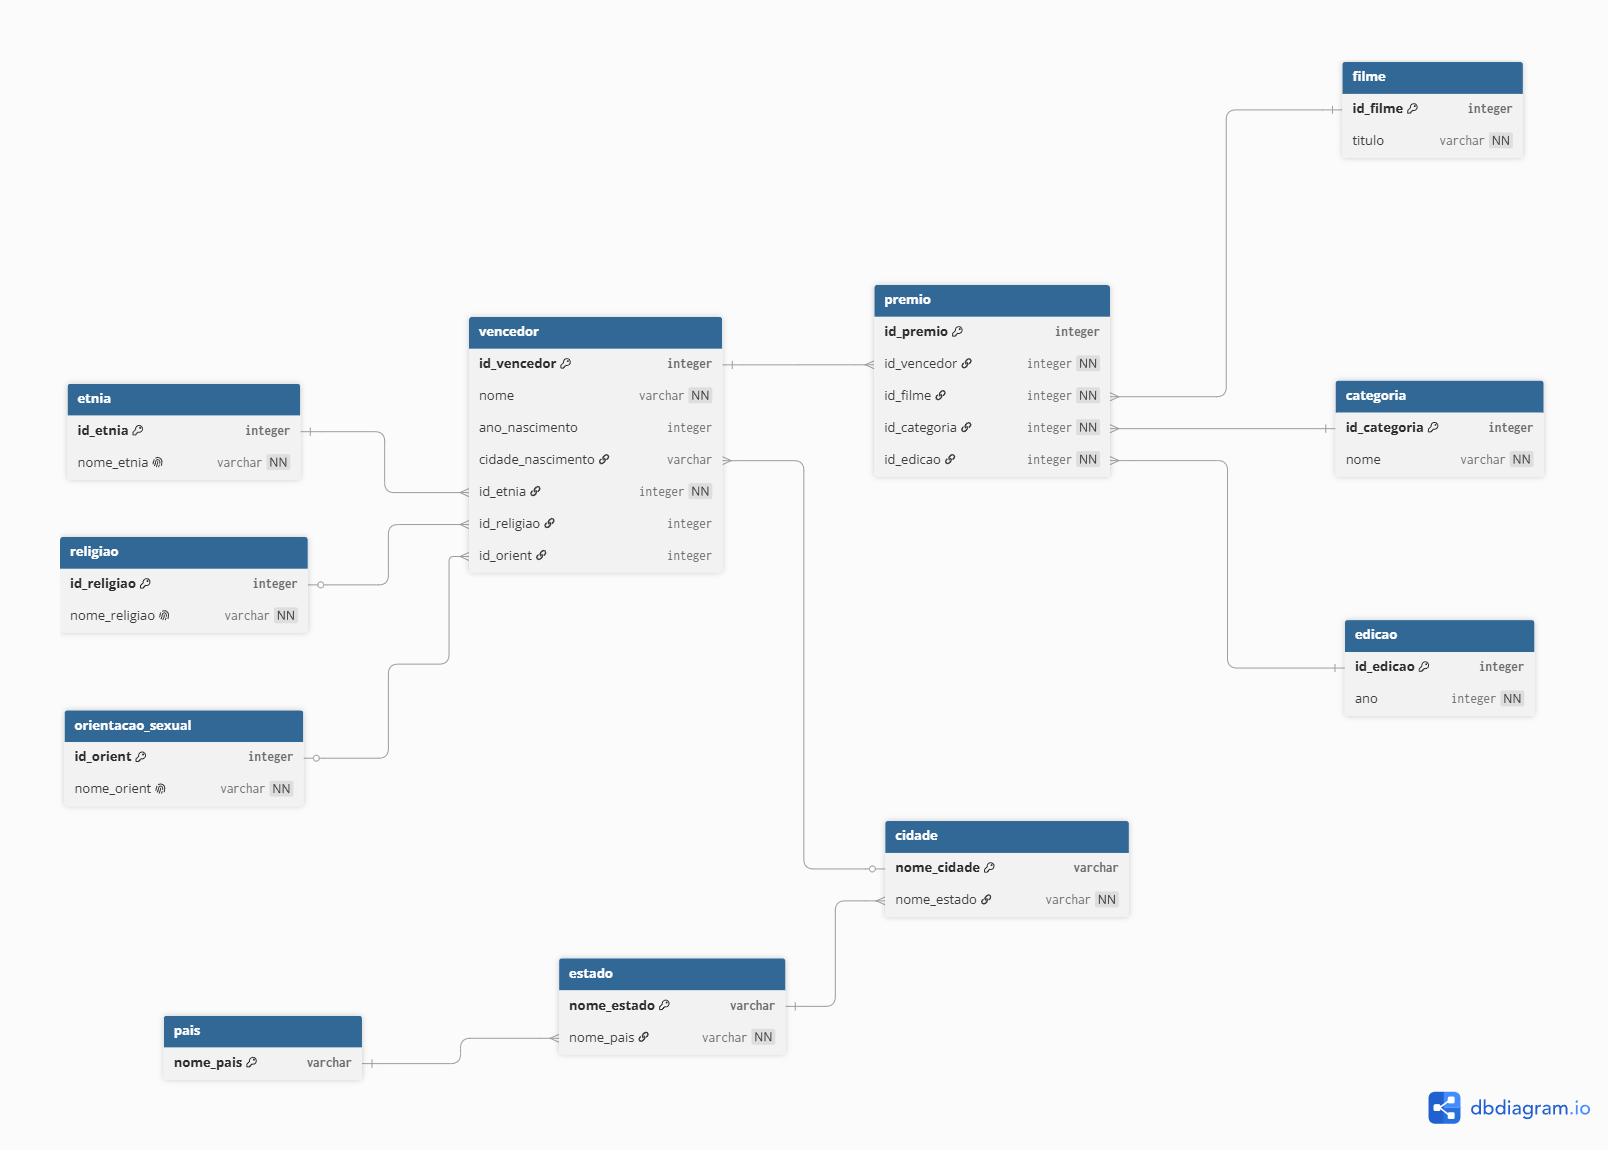 filme
id_filme integer
titulo varchar NN
premio
id_premio integer
id_vencedor integer NN
id_filme integer NN
id_categoria integer NN
id_edicao integer NN
vencedor
id_vencedor integer
nome varchar NN
ano_nascimento integer
cidade_nascimento varchar
id_etnia integer NN
id_religiao integer
id_orient integer
etnia
id_etnia integer
nome_etnia varchar NN
categoria
id_categoria integer
nome varchar NN
religiao
id_religiao integer
nome_religiao varchar NN
edicao
id_edicao integer
ano integer NN
orientacao_sexual
id_orient integer
nome_orient varchar NN
cidade
nome_cidade varchar
nome_estado varchar NN
estado
nome_estado varchar
nome_pais varchar NN
pais
nome_pais varchar
dbdiagram.io